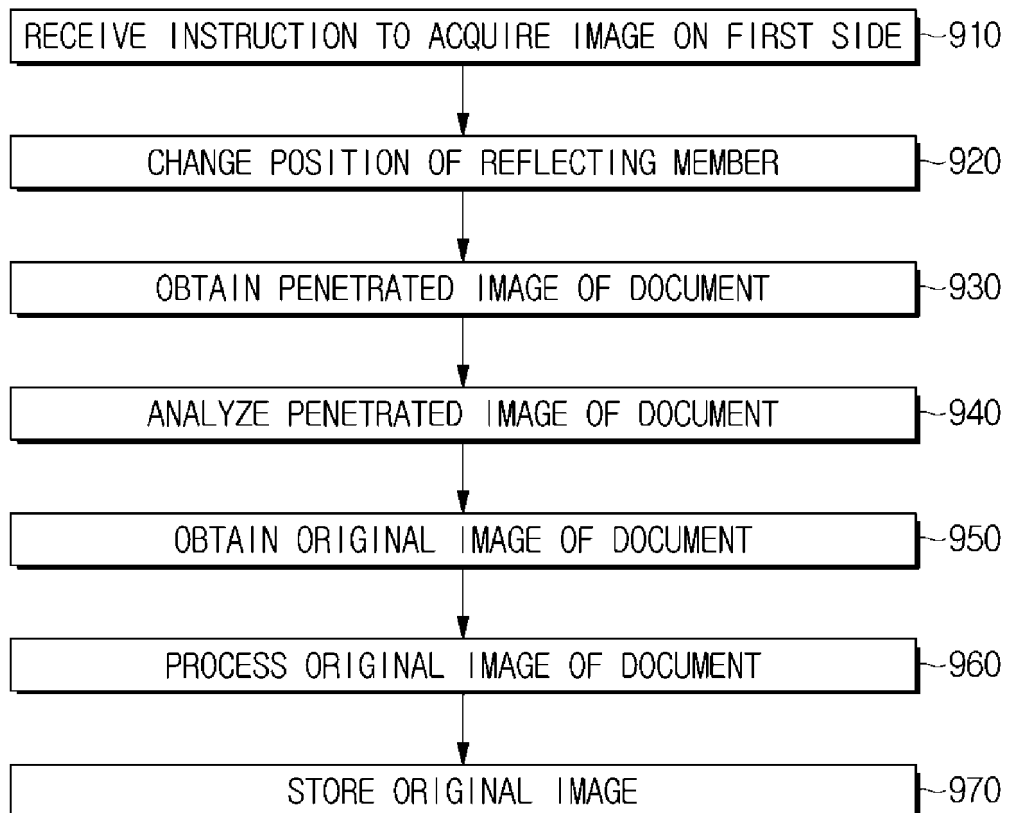 RECEIVE INSTRUCTION TO ACQUIRE IMAGE ON FIRST SIDE 910
CHANGE POSITION OF REFLECTING MEMBER 920
OBTAIN PENETRATED IMAGE OF DOCUMENT 930
ANALYZE PENETRATED IMAGE OF DOCUMENT 940
OBTAIN ORIGINAL IMAGE OF DOCUMENT 950
PROCESS ORIGINAL IMAGE OF DOCUMENT 960
STORE ORIGINAL IMAGE 970